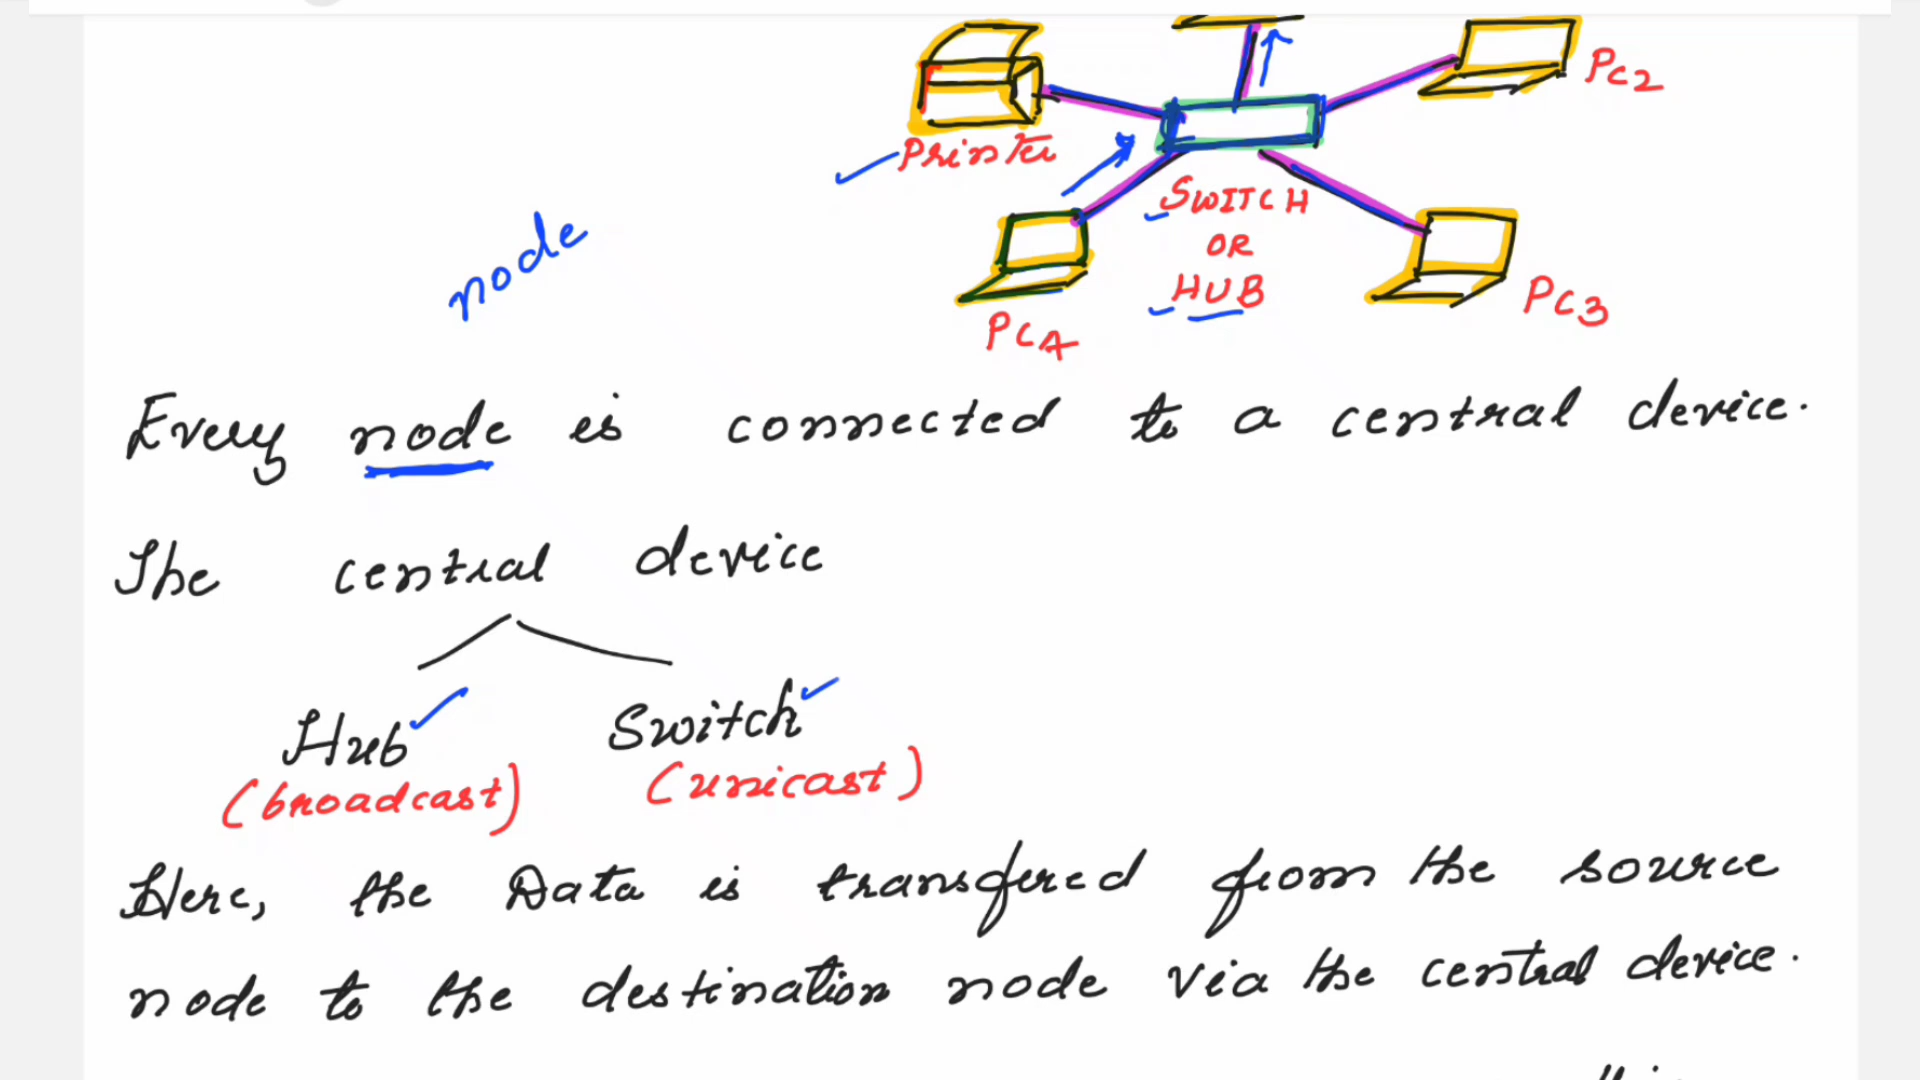 PC2
Printer
SWITCH
OR
HUB
node
PC3
PC4
Every node is connected to a central device.
The central device
Hub Switch
(broadcast) (unicast)
Here, the Data is transfered from the source
node to the destination node via the central device.